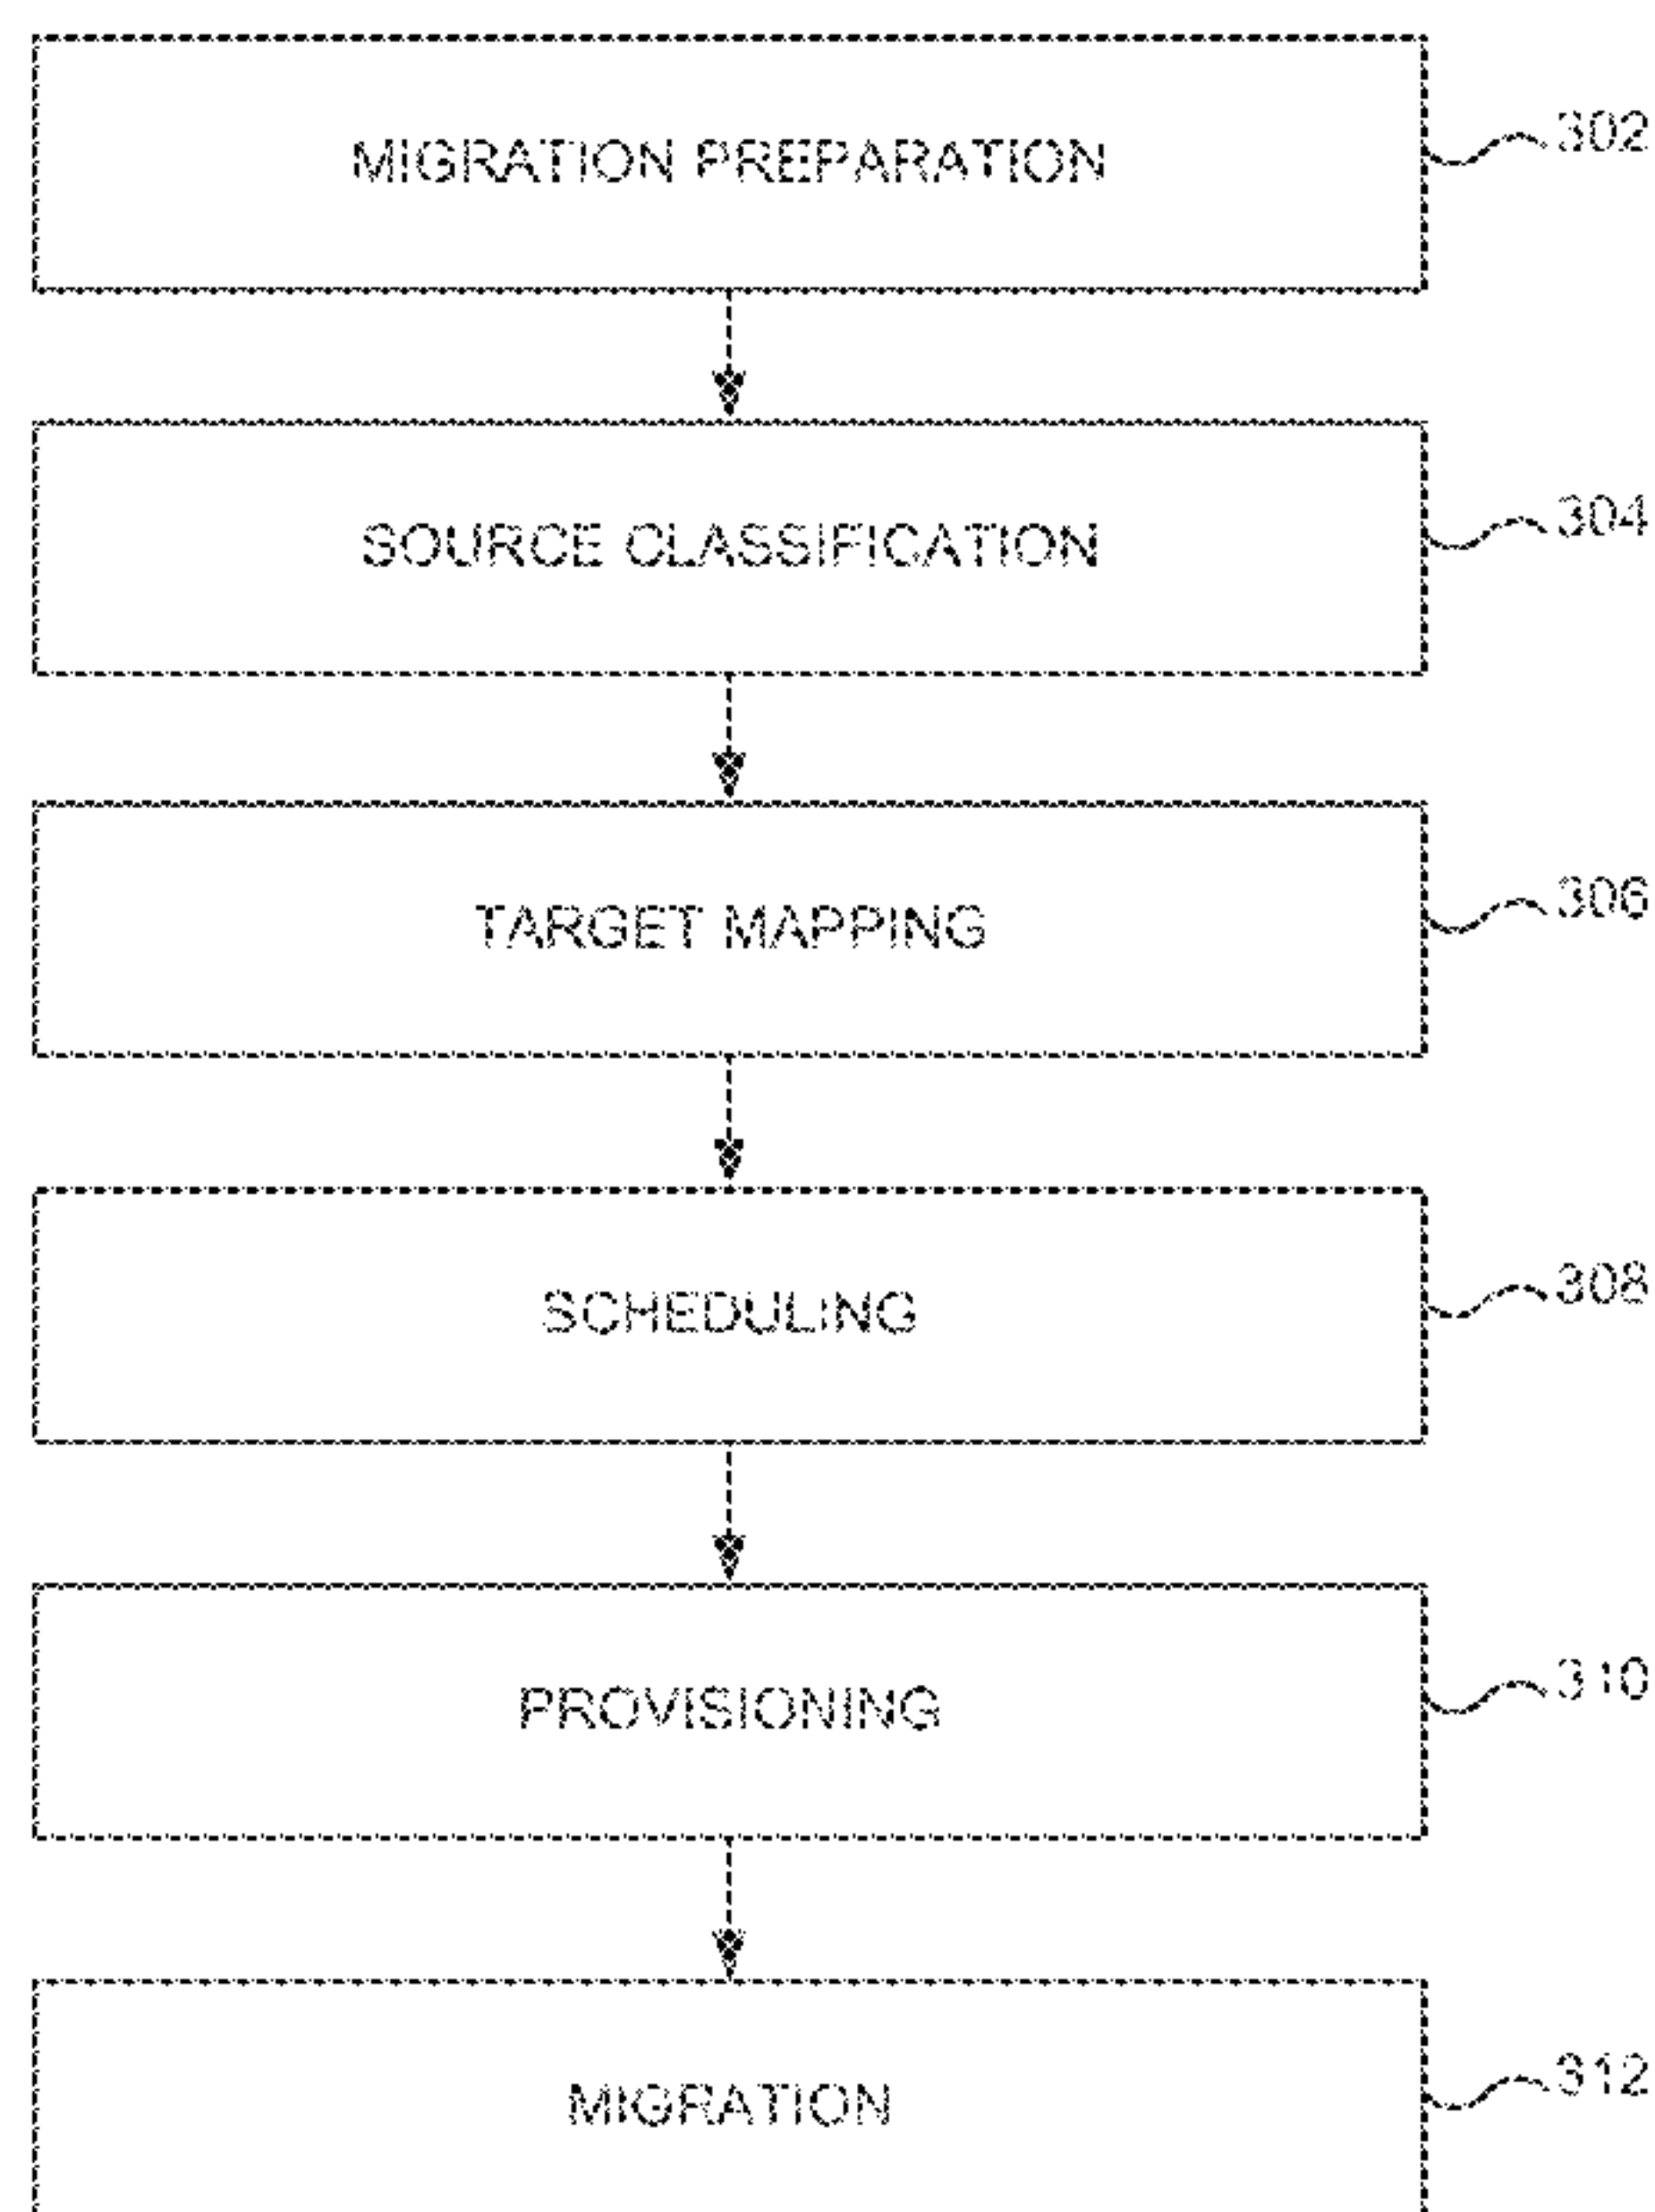 MIGRATION PREPARATION
302
SOURCE CLASSIFICATION
304
TARGET MAPPING
306
SCHEDULING
308
PROVISIONING
310
MIGRATION
312